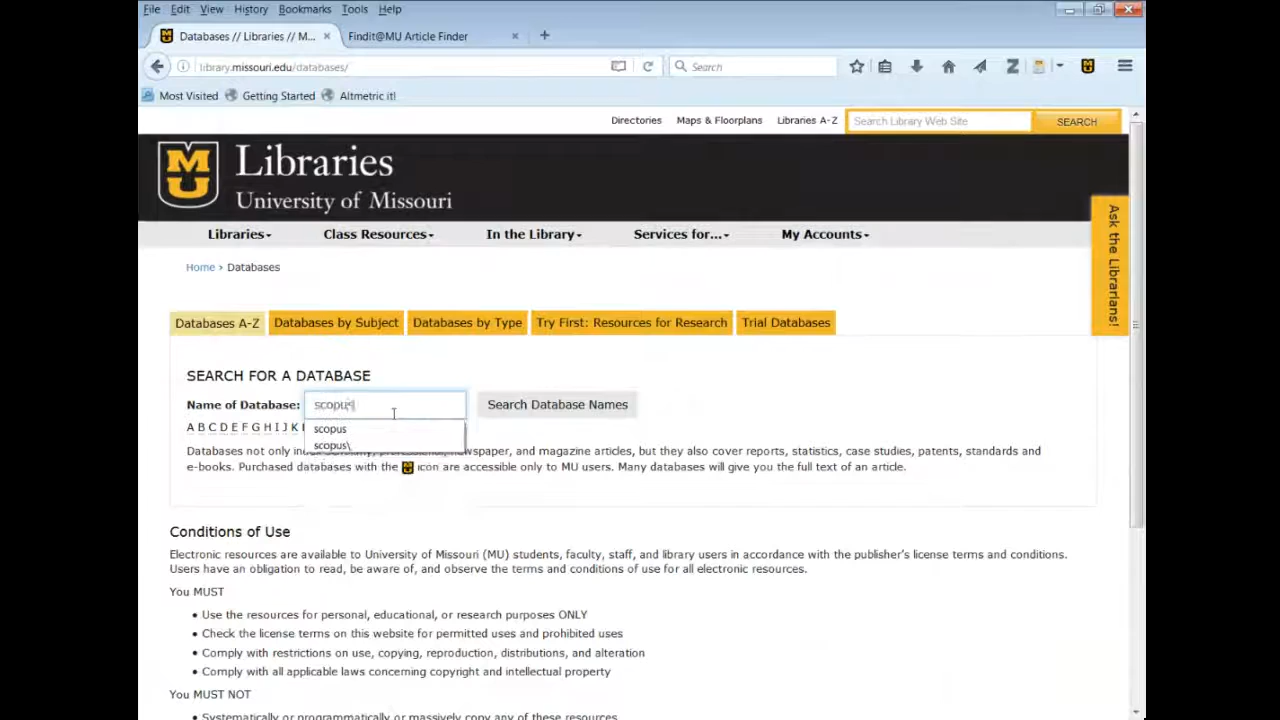 File Edit View History Bookmarks Tools Help
Databases // Libraries // M... × Findit@MU Article Finder × +
library.missouri.edu/databases/ Search
Most Visited Getting Started Altmetric it!
Directories Maps & Floorplans Libraries A-Z Search Library Web Site SEARCH
MU Libraries
University of Missouri
Ask the Librarians!
Libraries Class Resources In the Library Services for... My Accounts
Home › Databases
Databases A-Z Databases by Subject Databases by Type Try First: Resources for Research Trial Databases
SEARCH FOR A DATABASE
Name of Database: scopus Search Database Names
A B C D E F G H I J K
scopus
scopus\
Databases not only newspaper, and magazine articles, but they also cover reports, statistics, case studies, patents, standards and
e-books. Purchased databases with the icon are accessible only to MU users. Many databases will give you the full text of an article.
Conditions of Use
Electronic resources are available to University of Missouri (MU) students, faculty, staff, and library users in accordance with the publisher's license terms and conditions.
Users have an obligation to read, be aware of, and observe the terms and conditions of use for all electronic resources.
You MUST
• Use the resources for personal, educational, or research purposes ONLY
• Check the license terms on this website for permitted uses and prohibited uses
• Comply with restrictions on use, copying, reproduction, distributions, and alteration
• Comply with all applicable laws concerning copyright and intellectual property
You MUST NOT
• Systematically or programmatically or massively copy any of these resources